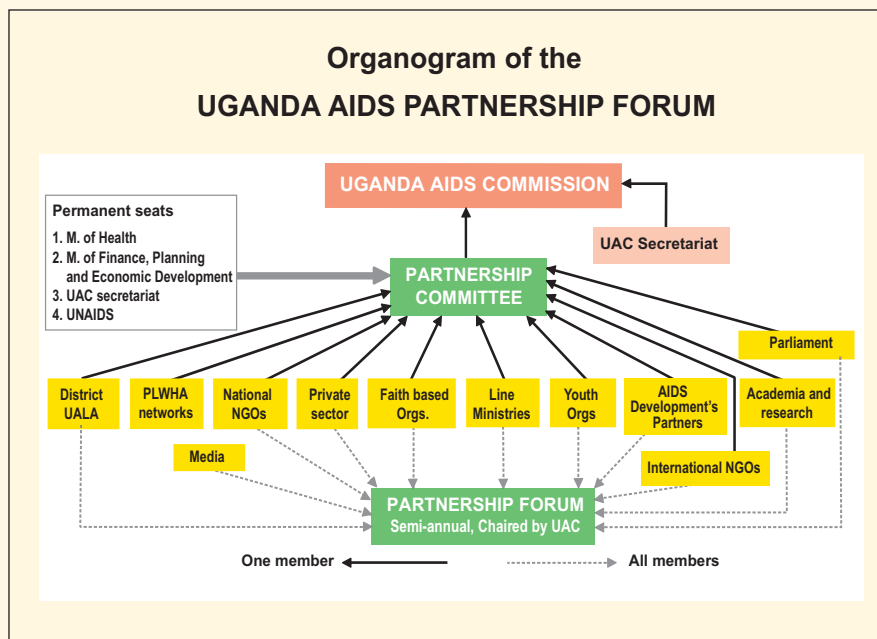 Organogram of the
UGANDA AIDS PARTNERSHIP FORUM
UGANDA AIDS COMMISSION
Permanent seats
1. M. of Health
2. M. of Finance, Planning
and Economic Development
3. UAC secretariat
4. UNAIDS
UAC Secretariat
PARTNERSHIP
COMMITTEE
Parliament
District
UALA
PLWHA
networks
National
NGOs
Private
sector
Faith based
Orgs.
Line
Ministries
Youth
Orgs
AIDS
Development's
Partners
Academia and
research
Media
International NGOs
PARTNERSHIP FORUM
Semi-annual, Chaired by UAC
One member
All members